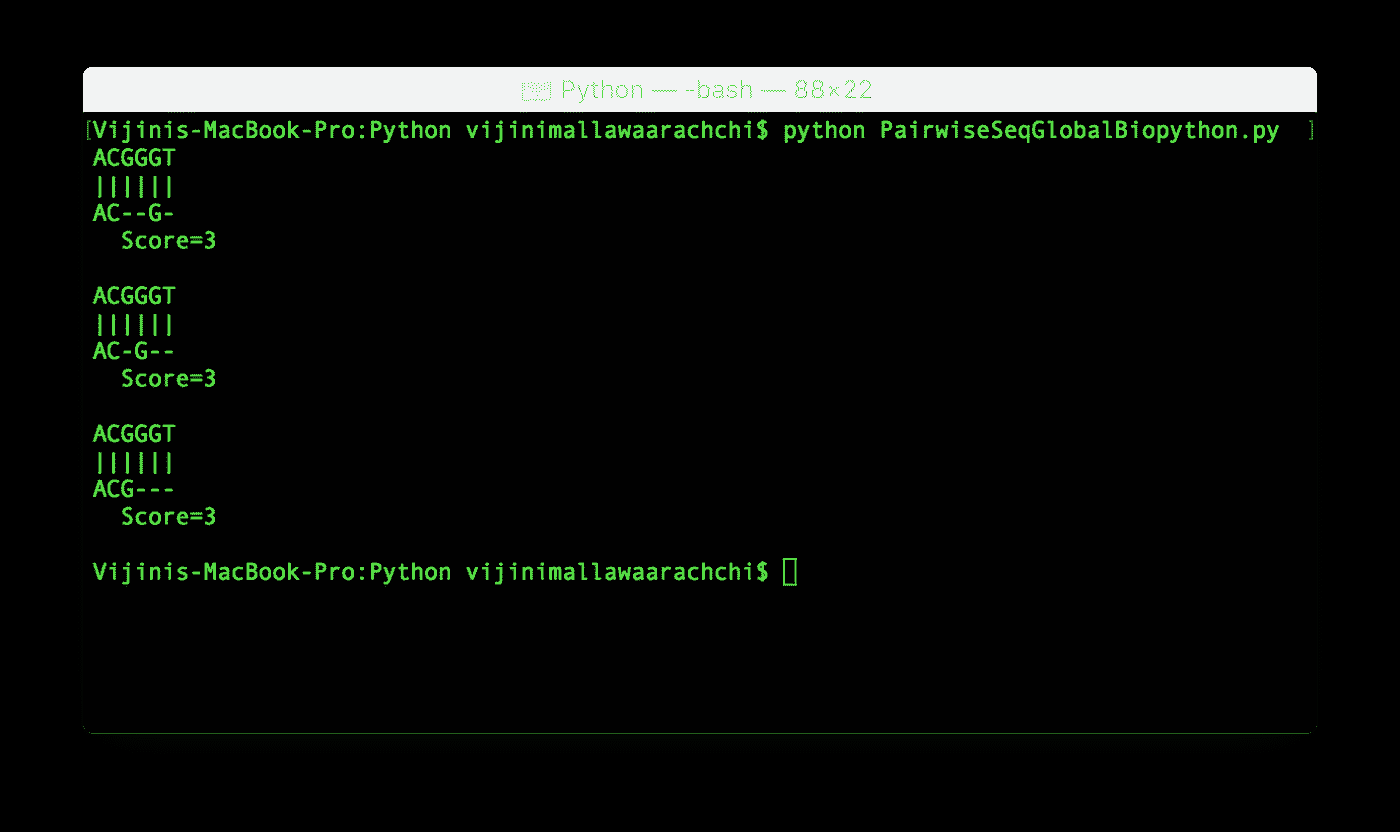 Python — -bash — 88×22
[Vijinis-MacBook-Pro:Python vijinimallawaarachchi$ python PairwiseSeqGlobalBiopython.py ]
ACGGGT
||||||
AC--G-
Score=3
ACGGGT
||||||
AC-G--
Score=3
ACGGGT
||||||
ACG---
Score=3
Vijinis-MacBook-Pro:Python vijinimallawaarachchi$